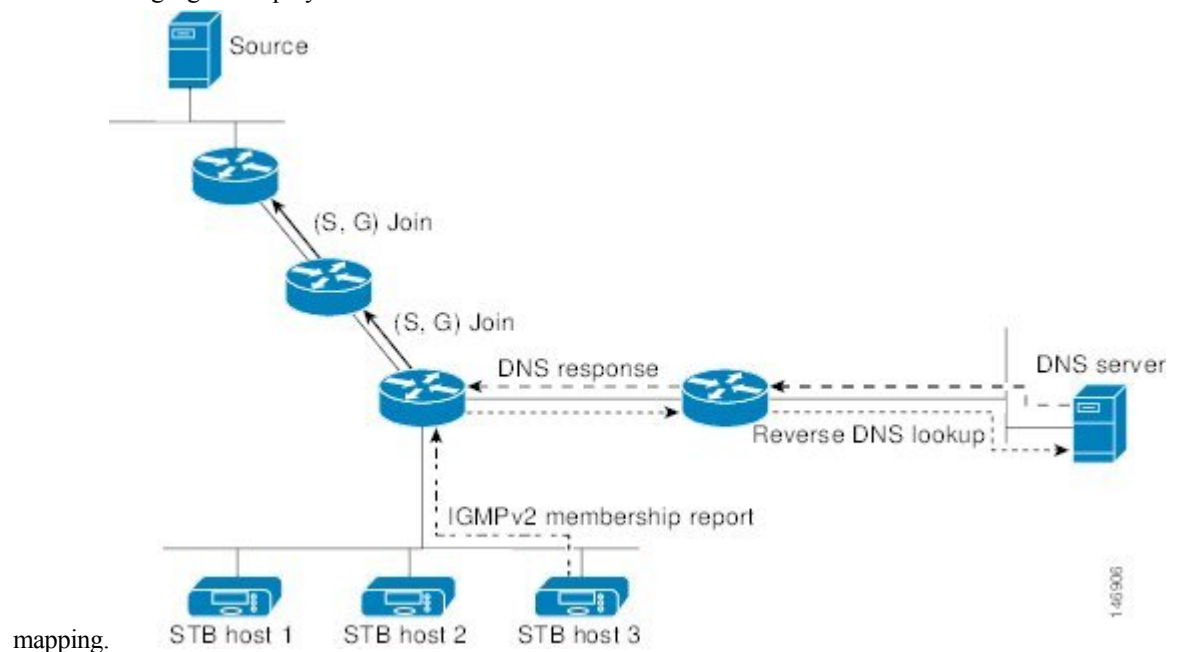 Source
(S, G) Join
(S, G) Join
DNS response
DNS server
Reverse DNS lookup
IGMPv2 membership report
146906
STB host 1
STB host 2
STB host 3
mapping.